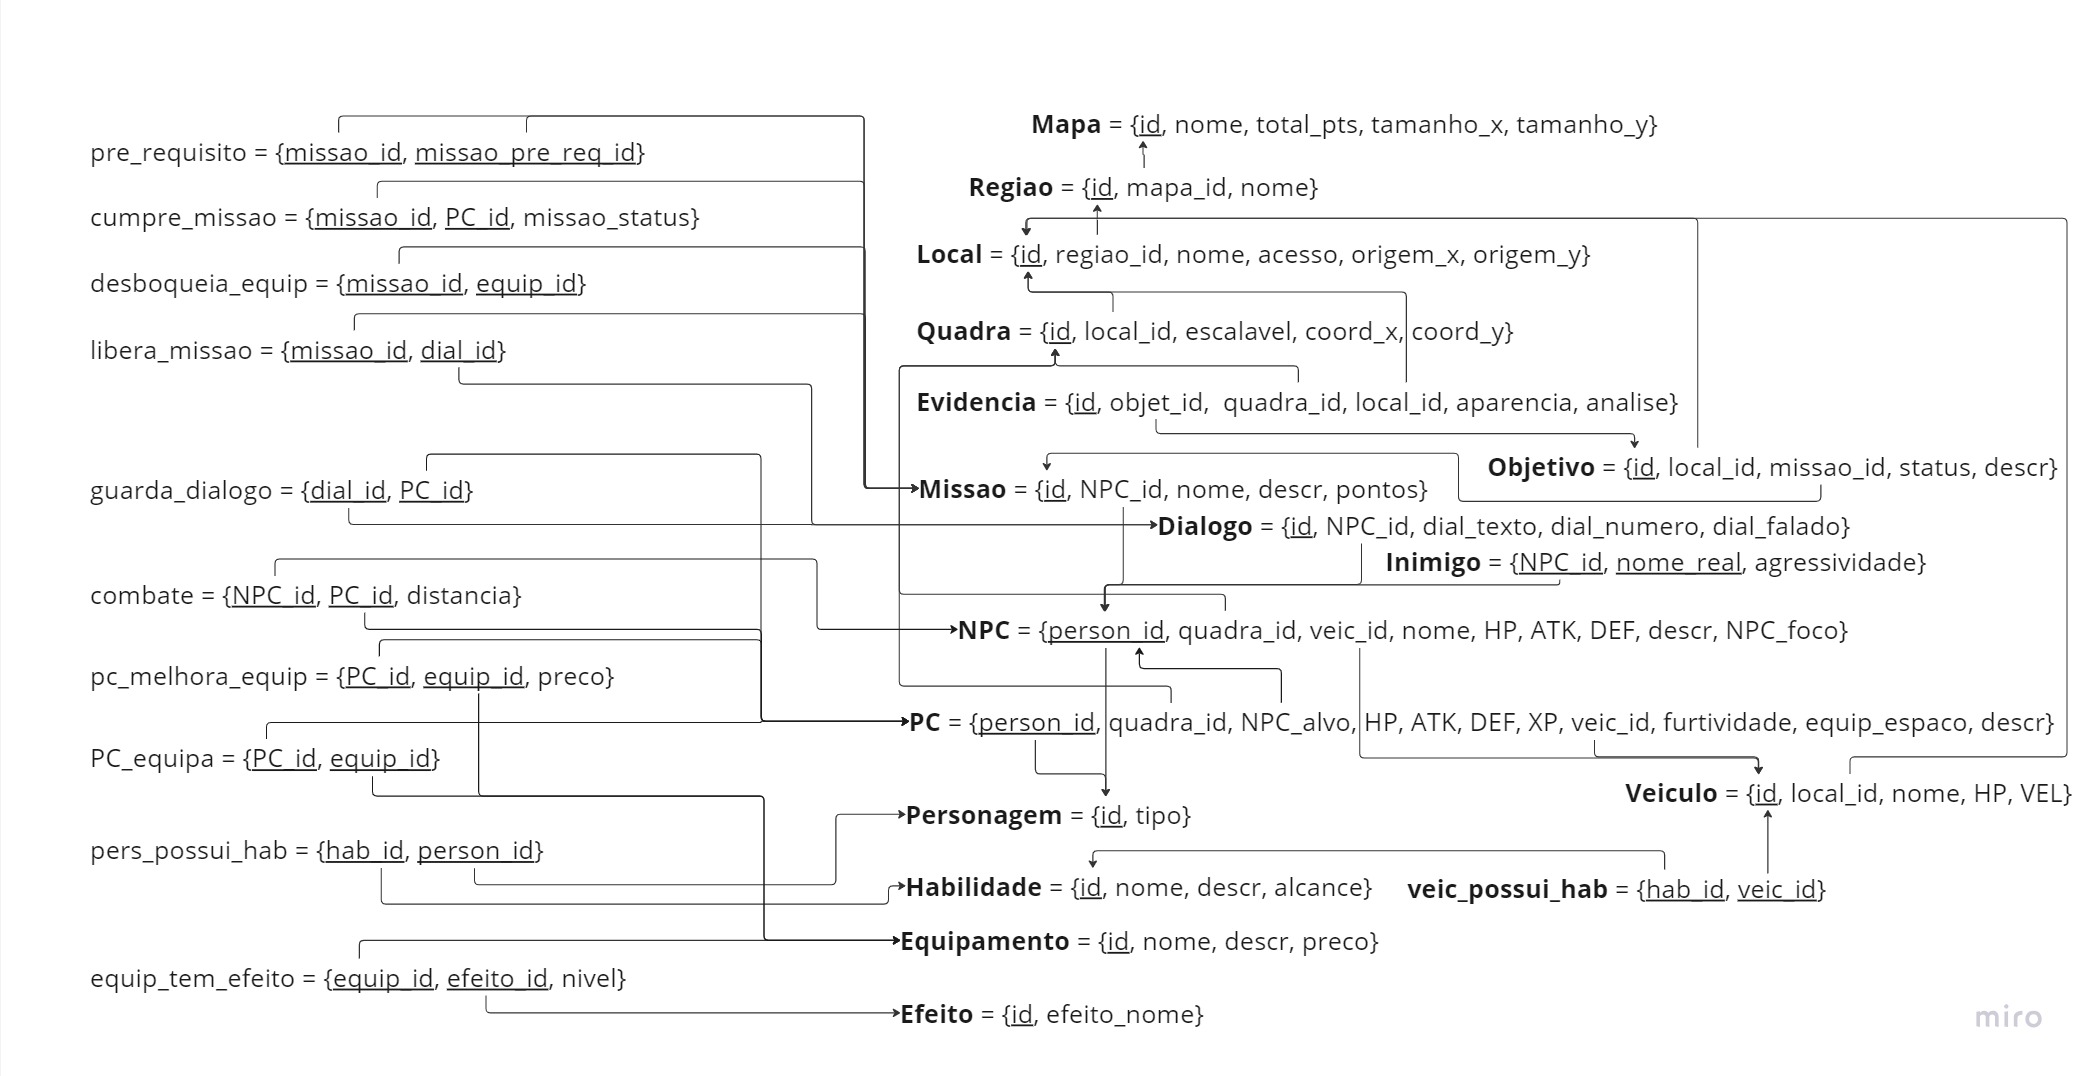 pre_requisito = {missao_id, missao_pre_req_id}
cumpre_missao = {missao_id, PC_id, missao_status}
desboqueia_equip = {missao_id, equip_id}
libera_missao = {missao_id, dial_id}
guarda_dialogo = {dial_id, PC_id}
combate = {NPC_id, PC_id, distancia}
pc_melhora_equip = {PC_id, equip_id, preco}
PC_equipa = {PC_id, equip_id}
pers_possui_hab = {hab_id, person_id}
equip_tem_efeito = {equip_id, efeito_id, nivel}
Mapa = {id, nome, total_pts, tamanho_x, tamanho_y}
Regiao = {id, mapa_id, nome}
Local = {id, regiao_id, nome, acesso, origem_x, origem_y}
Quadra = {id, local_id, escalavel, coord_x, coord_y}
Evidencia = {id, objet_id, quadra_id, local_id, aparencia, analise}
Objetivo = {id, local_id, missao_id, status, descr}
Missao = {id, NPC_id, nome, descr, pontos}
Dialogo = {id, NPC_id, dial_texto, dial_numero, dial_falado}
Inimigo = {NPC_id, nome_real, agressividade}
NPC = {person_id, quadra_id, veic_id, nome, HP, ATK, DEF, descr, NPC_foco}
PC = {person_id, quadra_id, NPC_alvo, HP, ATK, DEF, XP, veic_id, furtividade, equip_espaco, descr}
Veiculo = {id, local_id, nome, HP, VEL}
Personagem = {id, tipo}
Habilidade = {id, nome, descr, alcance}
veic_possui_hab = {hab_id, veic_id}
Equipamento = {id, nome, descr, preco}
Efeito = {id, efeito_nome}
miro